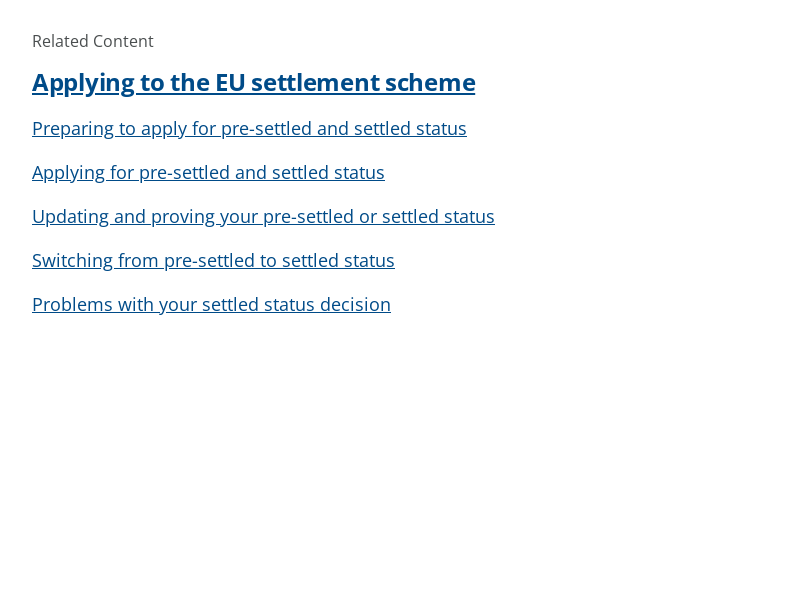 Related Content
Applying to the EU settlement scheme
Preparing to apply for pre-settled and settled status
Applying for pre-settled and settled status
Updating and proving your pre-settled or settled status
Switching from pre-settled to settled status
Problems with your settled status decision